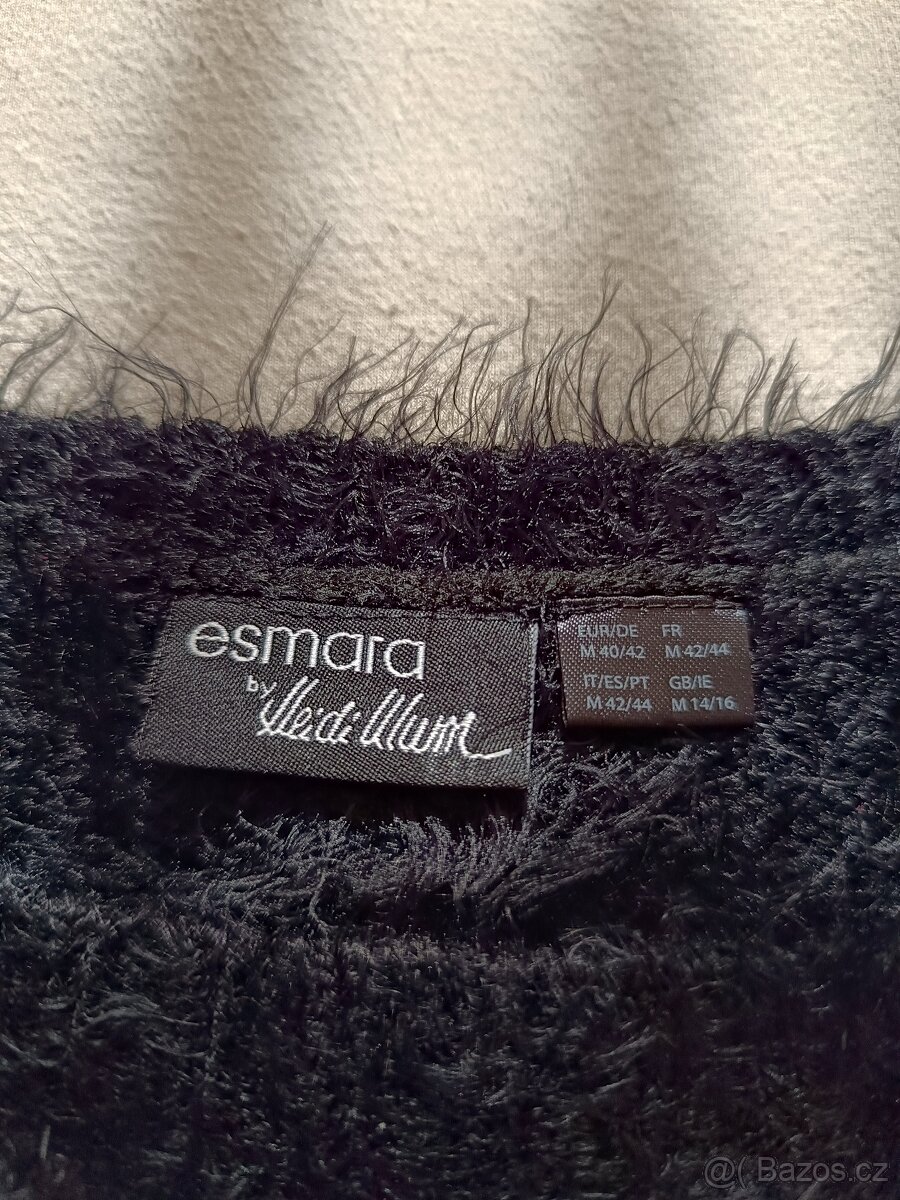 esmara
by Heidi Klum
EUR/DE FR
M 40/42 M 42/44
IT/ES/PT GB/IE
M 42/44 M 14/16
@( Bazos.cz